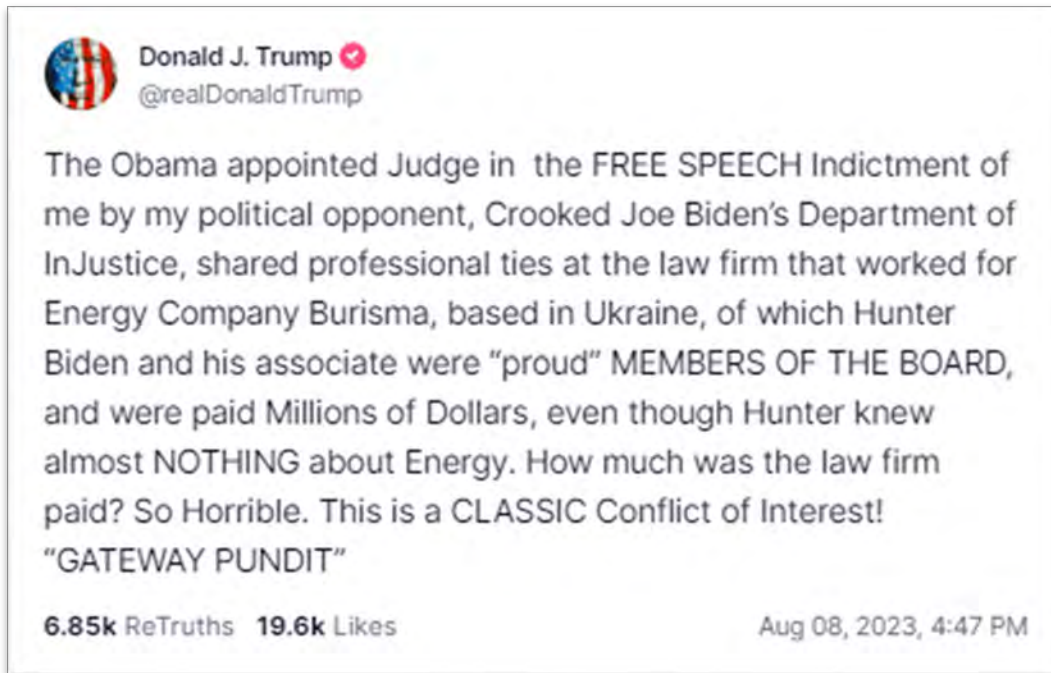 Donald J. Trump
@realDonaldTrump
The Obama appointed Judge in  the FREE SPEECH Indictment of
me by my political opponent, Crooked Joe Biden's Department of
InJustice, shared professional ties at the law firm that worked for
Energy Company Burisma, based in Ukraine, of which Hunter
Biden and his associate were “proud” MEMBERS OF THE BOARD,
and were paid Millions of Dollars, even though Hunter knew
almost NOTHING about Energy. How much was the law firm
paid? So Horrible. This is a CLASSIC Conflict of Interest!
“GATEWAY PUNDIT”
6.85k ReTruths 19.6k Likes Aug 08, 2023, 4:47 PM